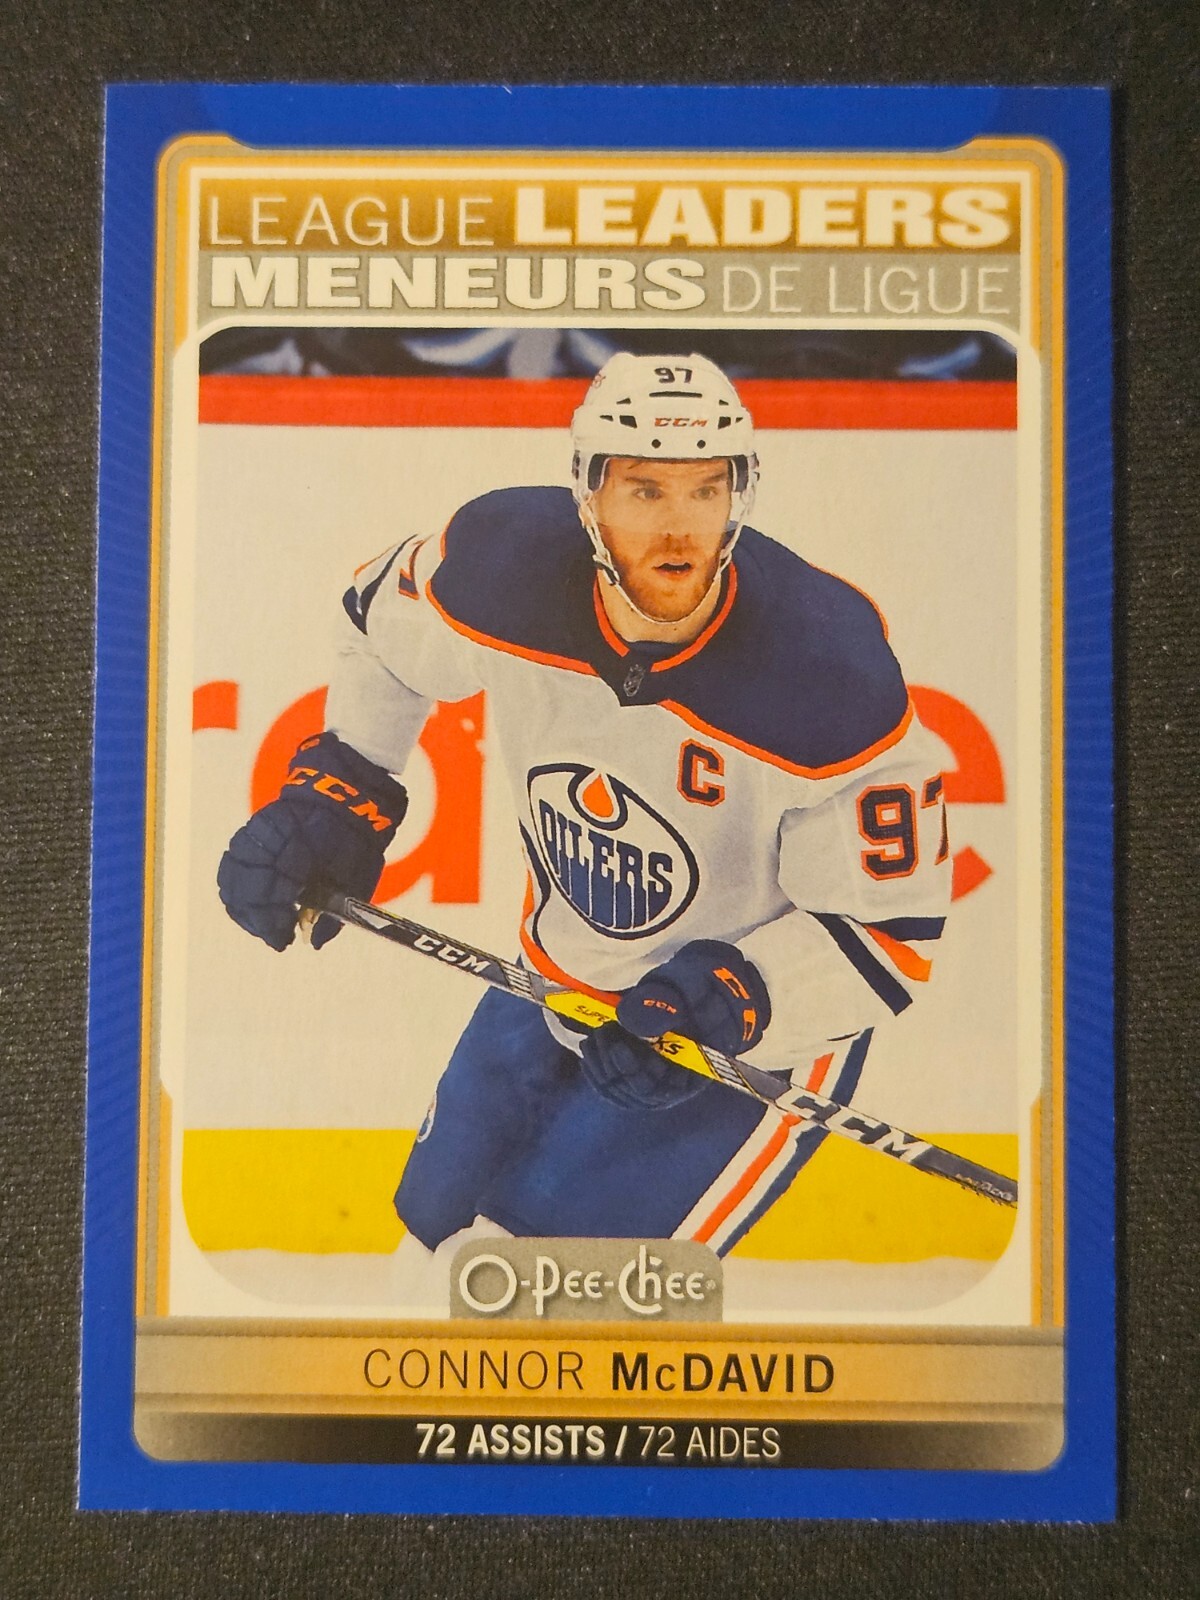 LEAGUE LEADERS
MENEURS DE LIGUE
97
CCM
C
CCM
97
OILERS
CCM
CCM
CCM
O-PEE-CHEE
CONNOR McDAVID
72 ASSISTS / 72 AIDES